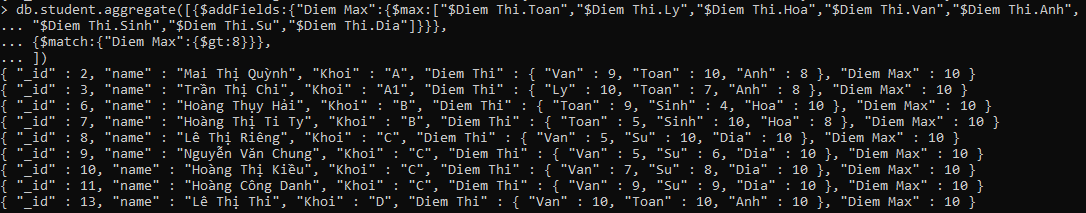 > db.student.aggregate([{$addFields:{"Diem Max":{$max:["$Diem Thi.Toan","$Diem Thi.Ly","$Diem Thi.Hoa","$Diem Thi.Van","$Diem Thi.Anh",
... "$Diem Thi.Sinh","$Diem Thi.Su","$Diem Thi.Dia"]}}},
... {$match:{"Diem Max":{$gt:8}}},
... ])
{ "_id" : 2, "name" : "Mai Thị Quỳnh", "Khoi" : "A", "Diem Thi" : { "Van" : 9, "Toan" : 10, "Anh" : 8 }, "Diem Max" : 10 }
{ "_id" : 3, "name" : "Trần Thị Chi", "Khoi" : "A1", "Diem Thi" : { "Ly" : 10, "Toan" : 7, "Anh" : 8 }, "Diem Max" : 10 }
{ "_id" : 6, "name" : "Hoàng Thụy Hải", "Khoi" : "B", "Diem Thi" : { "Toan" : 9, "Sinh" : 4, "Hoa" : 10 }, "Diem Max" : 10 }
{ "_id" : 7, "name" : "Hoàng Thị Ti Ty", "Khoi" : "B", "Diem Thi" : { "Toan" : 5, "Sinh" : 10, "Hoa" : 8 }, "Diem Max" : 10 }
{ "_id" : 8, "name" : "Lê Thị Riêng", "Khoi" : "C", "Diem Thi" : { "Van" : 5, "Su" : 10, "Dia" : 10 }, "Diem Max" : 10 }
{ "_id" : 9, "name" : "Nguyễn Văn Chung", "Khoi" : "C", "Diem Thi" : { "Van" : 5, "Su" : 6, "Dia" : 10 }, "Diem Max" : 10 }
{ "_id" : 10, "name" : "Hoàng Thị Kiều", "Khoi" : "C", "Diem Thi" : { "Van" : 7, "Su" : 8, "Dia" : 10 }, "Diem Max" : 10 }
{ "_id" : 11, "name" : "Hoàng Công Danh", "Khoi" : "C", "Diem Thi" : { "Van" : 9, "Su" : 9, "Dia" : 10 }, "Diem Max" : 10 }
{ "_id" : 13, "name" : "Lê Thị Thi", "Khoi" : "D", "Diem Thi" : { "Van" : 10, "Toan" : 10, "Anh" : 10 }, "Diem Max" : 10 }